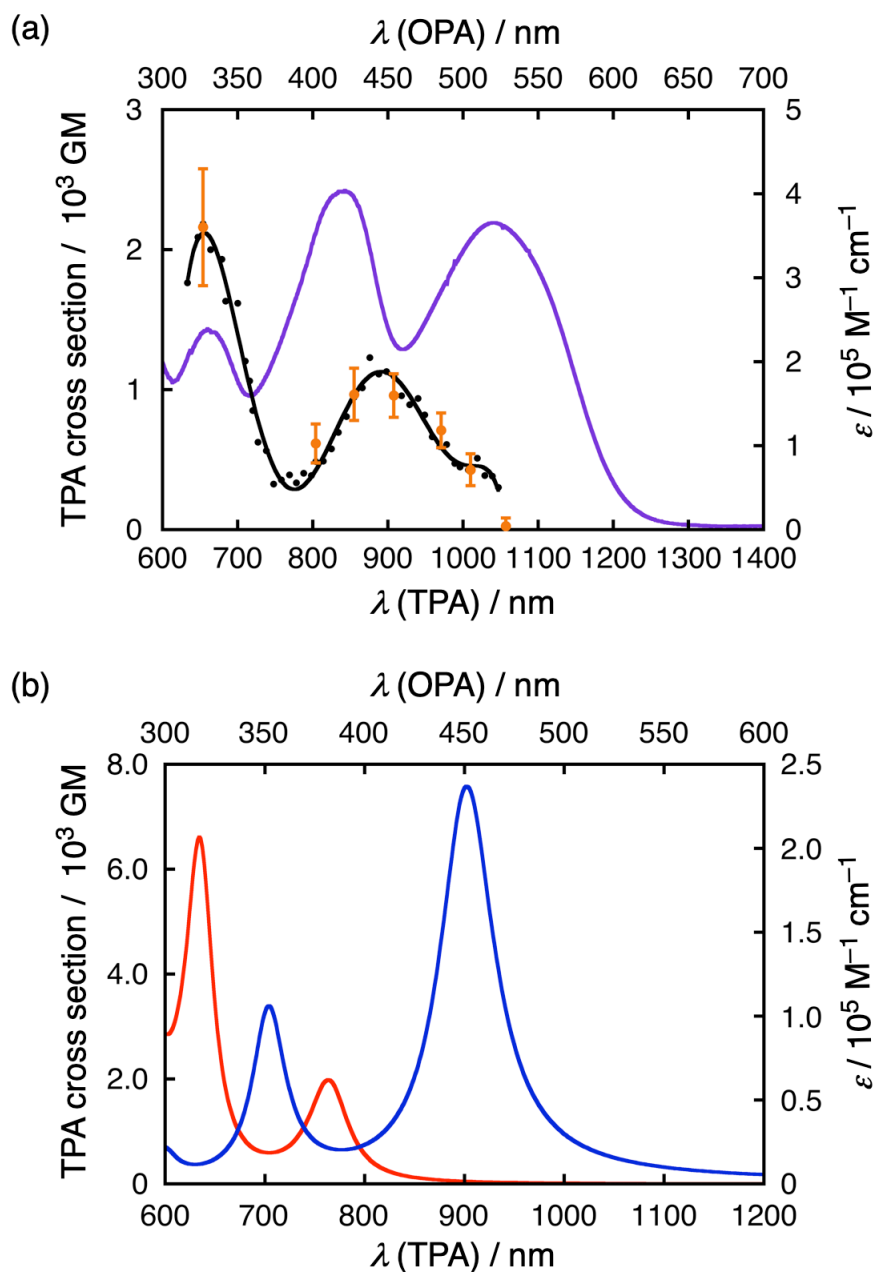 (a)
λ (OPA) / nm
300 350 400 450 500 550 600 650 700
3
2
1
0
TPA cross section / 10³ GM
5
4
3
2
1
0
ε / 10⁵ M⁻¹ cm⁻¹
600 700 800 900 1000 1100 1200 1300 1400
λ (TPA) / nm
(b)
λ (OPA) / nm
300 350 400 450 500 550 600
8.0
6.0
4.0
2.0
0
TPA cross section / 10³ GM
2.5
2.0
1.5
1.0
0.5
0
ε / 10⁵ M⁻¹ cm⁻¹
600 700 800 900 1000 1100 1200
λ (TPA) / nm